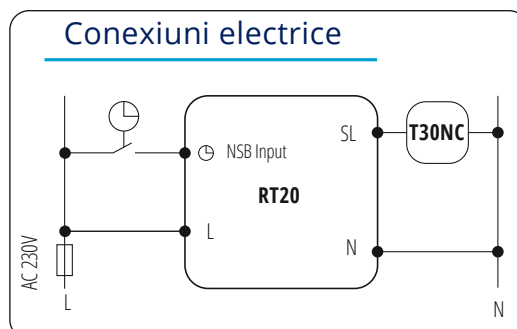 Conexiuni electrice
SL
T30NC
NSB Input
RT20
L
N
AC 230V
L
N